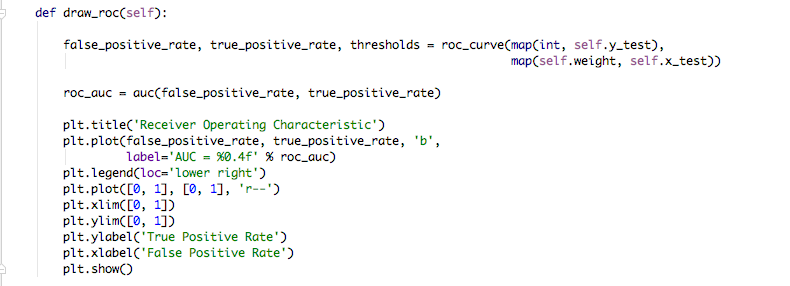 def draw_roc(self):
false_positive_rate, true_positive_rate, thresholds = roc_curve(map(int, self.y_test),
map(self.weight, self.x_test))
roc_auc = auc(false_positive_rate, true_positive_rate)
plt.title('Receiver Operating Characteristic')
plt.plot(false_positive_rate, true_positive_rate, 'b',
label='AUC = %0.4f' % roc_auc)
plt.legend(loc='lower right')
plt.plot([0, 1], [0, 1], 'r--')
plt.xlim([0, 1])
plt.ylim([0, 1])
plt.ylabel('True Positive Rate')
plt.xlabel('False Positive Rate')
plt.show()